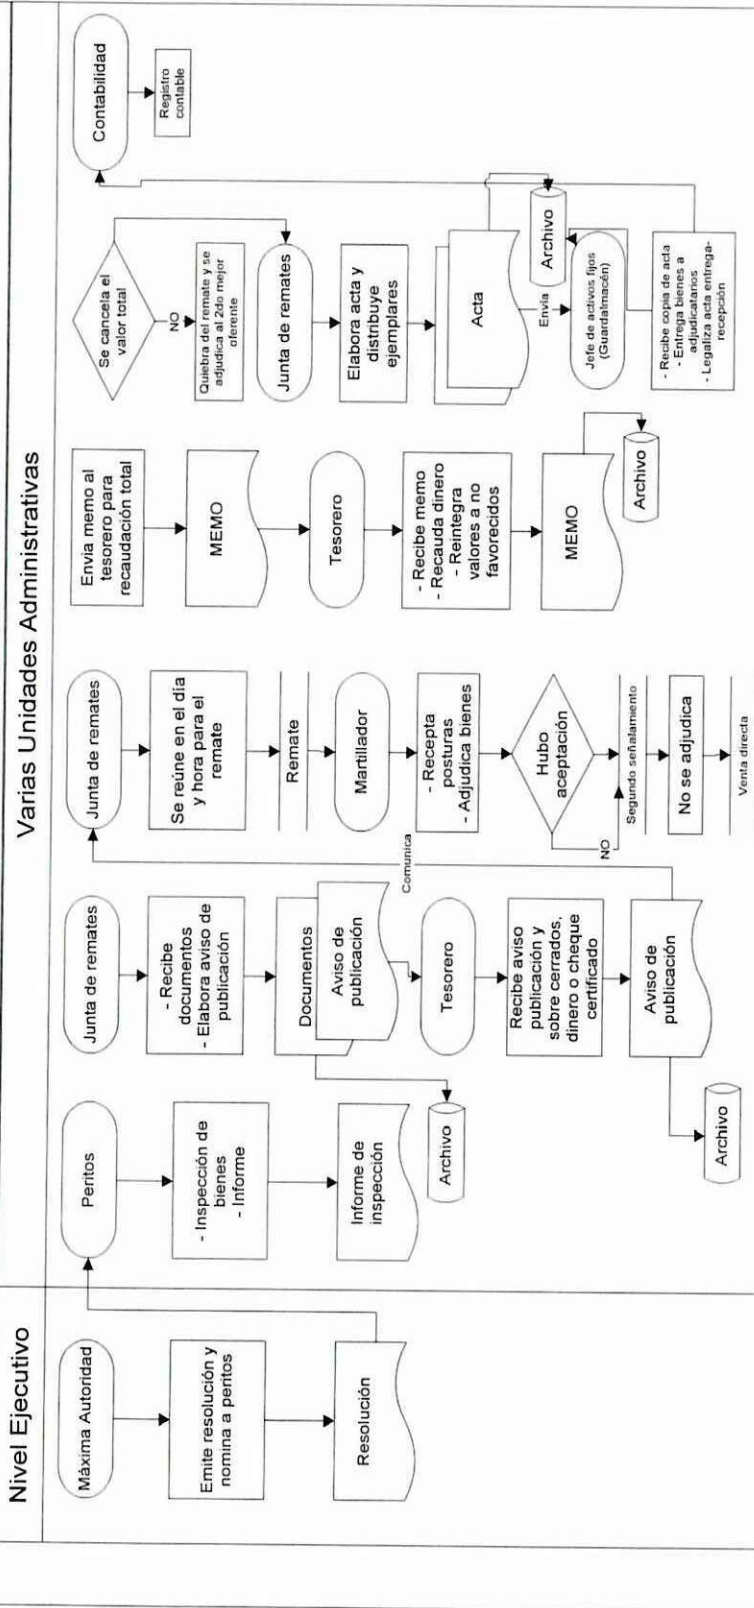 Nivel Ejecutivo
Varias Unidades Administrativas
Máxima Autoridad
Emite resolución y
nomina a peritos
Resolución
Peritos
- Inspección de
bienes
- Informe
Informe de
inspección
Junta de remates
- Recibe
documentos
- Elabora aviso de
publicación
Documentos
Aviso de
publicación
Archivo
Tesorero
Recibe aviso
publicación y
sobre cerrados,
dinero o cheque
certificado
Aviso de
publicación
Archivo
Comunica
Junta de remates
Se reúne en el día
y hora para el
remate
Remate
Martillador
- Recepta
posturas
- Adjudica bienes
Hubo
aceptación
NO
Segundo señalamiento
No se adjudica
Venta directa
Envia memo al
tesorero para
recaudación total
MEMO
Tesorero
- Recibe memo
- Recauda dinero
- Reintegra
valores a no
favorecidos
MEMO
Archivo
Se cancela el
valor total
NO
Quiebra del remate y se
adjudica al 2do mejor
oferente
Junta de remates
Elabora acta y
distribuye
ejemplares
Acta
Envía
Archivo
Jefe de activos fijos
(Guardalmacén)
- Recibe copia de acta
- Entrega bienes a
adjudicatarios
- Legaliza acta entrega-
recepción
Contabilidad
Registro
contable